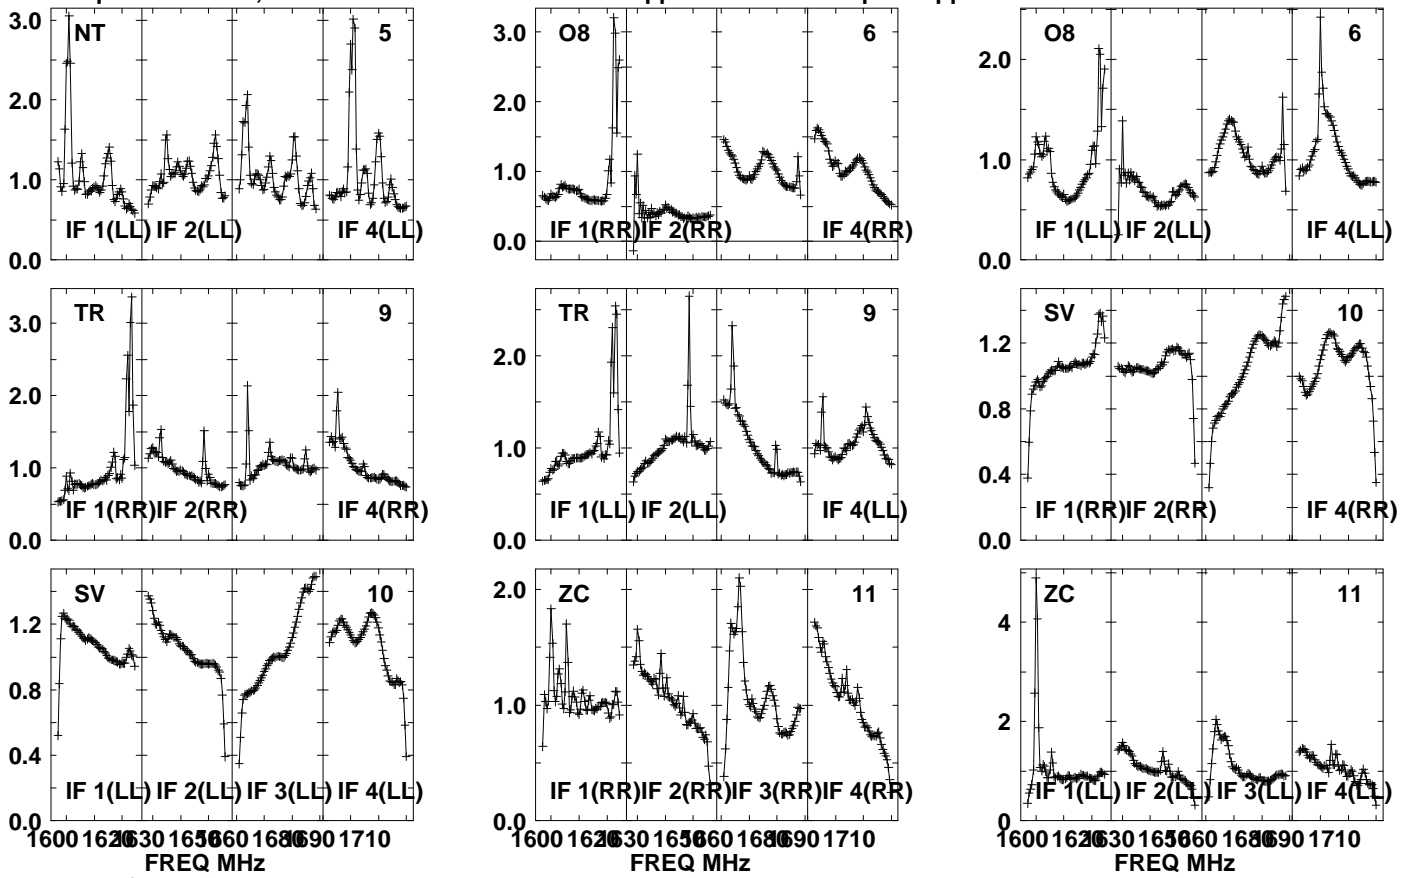 NT 5
3.0
2.0
1.0
0.0
IF 1(LL) IF 2(LL) IF 4(LL)
O8 6
3.0
2.0
1.0
0.0
IF 1(RR) IF 2(RR) IF 4(RR)
O8 6
2.0
1.0
0.0
IF 1(LL) IF 2(LL) IF 4(LL)
TR 9
3.0
2.0
1.0
0.0
IF 1(RR) IF 2(RR) IF 4(RR)
TR 9
2.0
1.0
0.0
IF 1(LL) IF 2(LL) IF 4(LL)
SV 10
1.2
0.8
0.4
0.0
IF 1(RR) IF 2(RR) IF 4(RR)
SV 10
1.2
0.8
0.4
0.0
IF 1(LL) IF 2(LL) IF 3(LL) IF 4(LL)
1600 1620 1630 1650 1660 1680 1690 1710
FREQ MHz
ZC 11
2.0
1.0
0.0
IF 1(RR) IF 2(RR) IF 3(RR) IF 4(RR)
1600 1620 1630 1650 1660 1680 1690 1710
FREQ MHz
ZC 11
4
2
0
IF 1(LL) IF 2(LL) IF 3(LL) IF 4(LL)
1600 1620 1630 1650 1660 1680 1690 1710
FREQ MHz